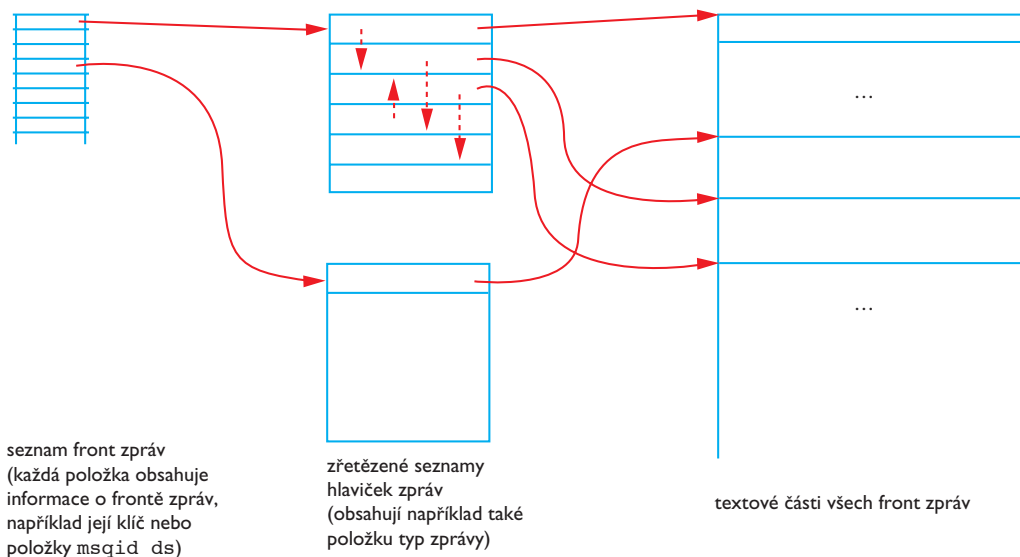 …
…
seznam front zpráv
(každá položka obsahuje
informace o frontě zpráv,
například její klíč nebo
položky msqid ds)
zřetězené seznamy
hlaviček zpráv
(obsahují například také
položku typ zprávy)
textové části všech front zpráv